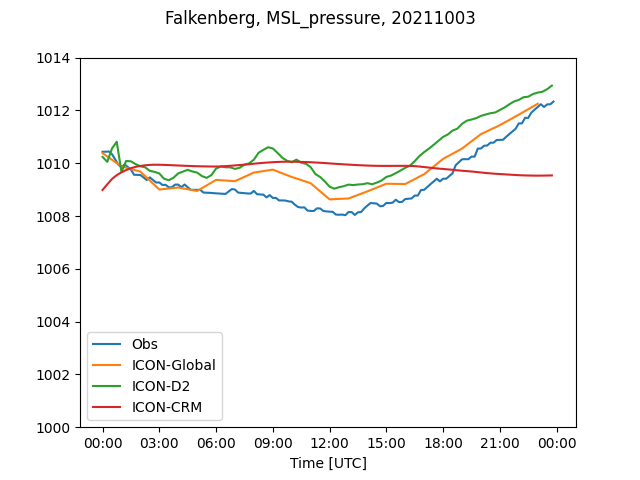 Falkenberg, MSL_pressure, 20211003
1014
1012
1010
1008
1006
1004
1002
1000
Obs
ICON-Global
ICON-D2
ICON-CRM
00:00 03:00 06:00 09:00 12:00 15:00 18:00 21:00 00:00
Time [UTC]